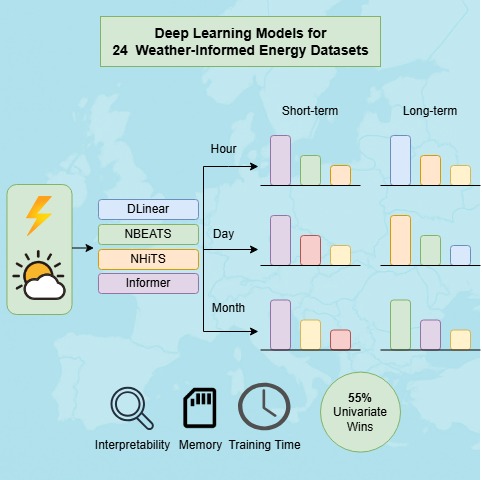 Deep Learning Models for
24 Weather-Informed Energy Datasets
Short-term
Long-term
Hour
DLinear
NBEATS
NHiTS
Informer
Day
Month
Interpretability
Memory
Training Time
55%
Univariate
Wins